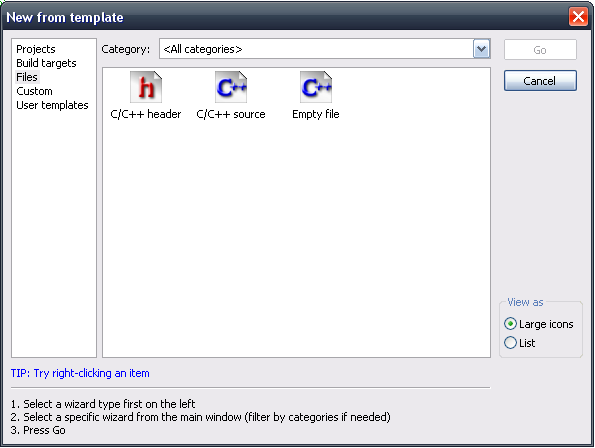 New from template
Projects
Build targets
Files
Custom
User templates
Category: <All categories>
Go
Cancel
h C++ C++
C/C++ header C/C++ source Empty file
View as
Large icons
List
TIP: Try right-clicking an item
1. Select a wizard type first on the left
2. Select a specific wizard from the main window (filter by categories if needed)
3. Press Go